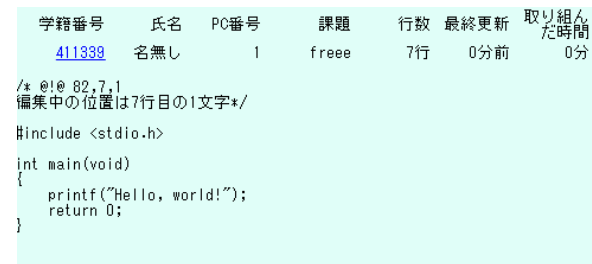 学籍番号 氏名 PC番号 課題 行数 最終更新 取り組んだ時間
411339 名無し 1 freee 7行 0分前 0分
/* @!@ 82,7,1
編集中の位置は7行目の1文字*/
#include <stdio.h>
int main(void)
{
    printf("Hello, world!");
    return 0;
}